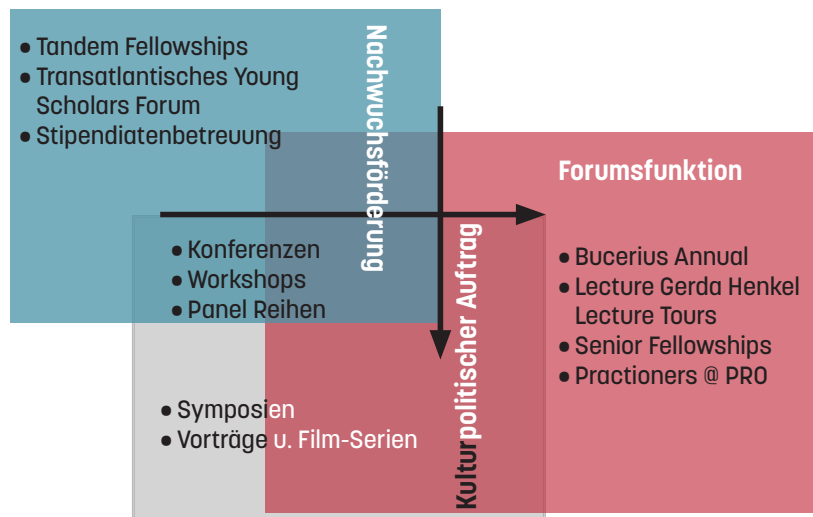 • Tandem Fellowships
• Transatlantisches Young
Scholars Forum
• Stipendiatenbetreuung
Nachwuchsförderung
• Konferenzen
• Workshops
• Panel Reihen
• Symposien
• Vorträge u. Film-Serien
Kulturpolitischer Auftrag
Forumsfunktion
• Bucerius Annual
• Lecture Gerda Henkel
Lecture Tours
• Senior Fellowships
• Practioners @ PRO